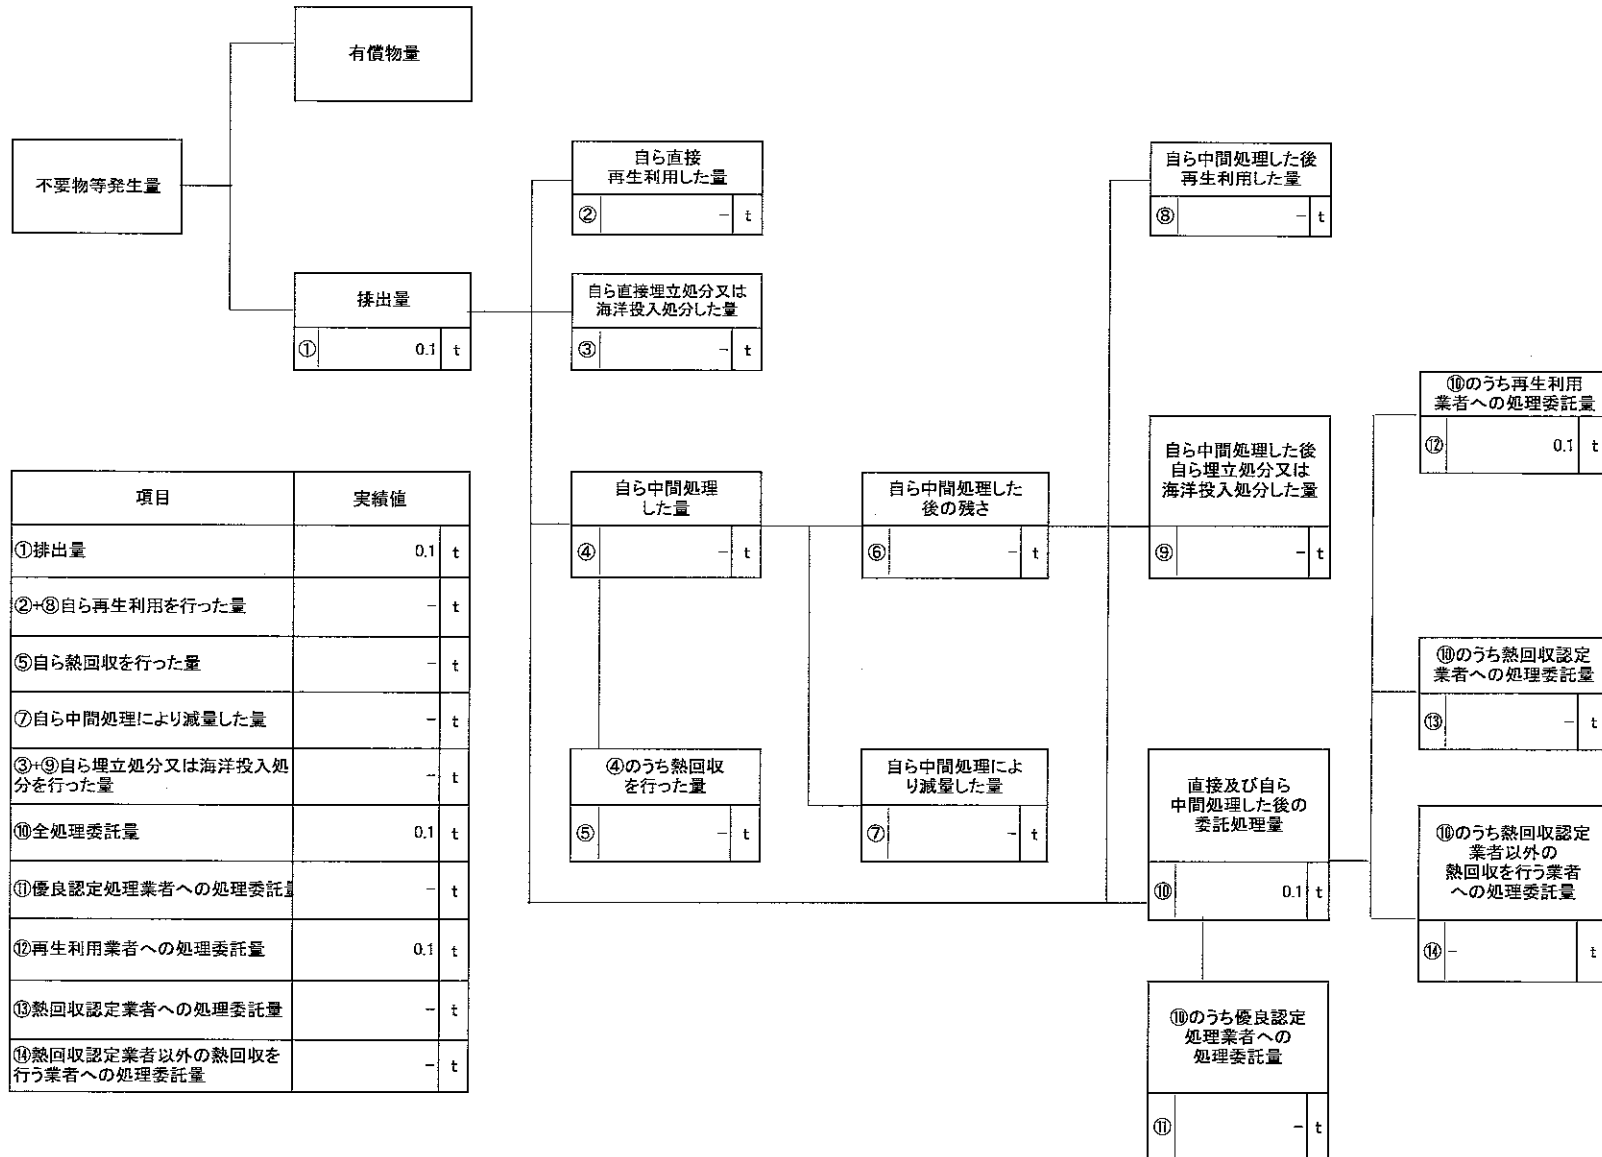 有償物量
不要物等発生量
排出量
① 0.1 t
自ら直接
再生利用した量
② － t
自ら直接埋立処分又は
海洋投入処分した量
③ － t
自ら中間処理
した量
④ － t
④のうち熱回収
を行った量
⑤ － t
自ら中間処理した
後の残さ
⑥ － t
自ら中間処理によ
り減量した量
⑦ － t
自ら中間処理した後
再生利用した量
⑧ － t
自ら中間処理した後
自ら埋立処分又は
海洋投入処分した量
⑨ － t
直接及び自ら
中間処理した後の
委託処理量
⑩ 0.1 t
⑩のうち優良認定
処理業者への
処理委託量
⑪ － t
⑩のうち再生利用
業者への処理委託量
⑫ 0.1 t
⑩のうち熱回収認定
業者への処理委託量
⑬ － t
⑩のうち熱回収認定
業者以外の
熱回収を行う業者
への処理委託量
⑭ － t
項目 実績値
①排出量 0.1 t
②+⑧自ら再生利用を行った量 － t
⑤自ら熱回収を行った量 － t
⑦自ら中間処理により減量した量 － t
③+⑨自ら埋立処分又は海洋投入処
分を行った量 － t
⑩全処理委託量 0.1 t
⑪優良認定処理業者への処理委託量 － t
⑫再生利用業者への処理委託量 0.1 t
⑬熱回収認定業者への処理委託量 － t
⑭熱回収認定業者以外の熱回収を
行う業者への処理委託量 － t